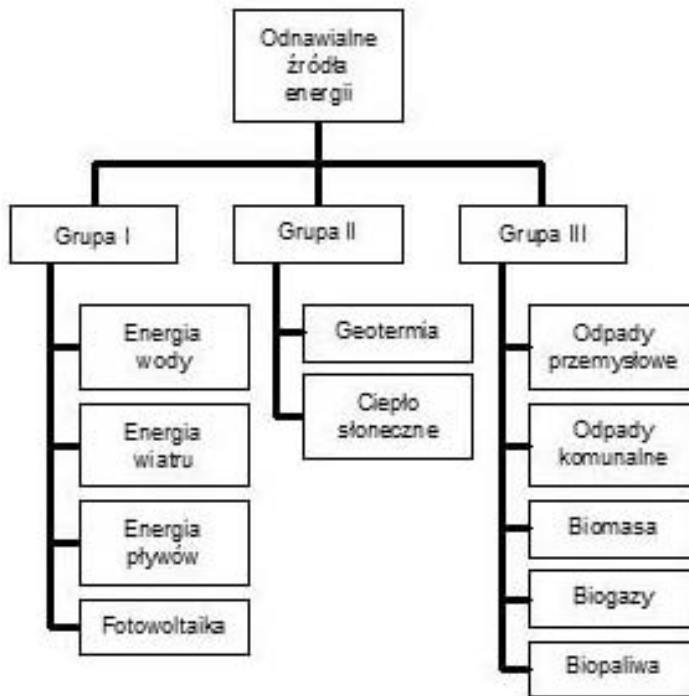 Odnawialne
źródła
energii
Grupa I
Grupa II
Grupa III
Energia
wody
Energia
wiatru
Energia
pływów
Fotowoltaika
Geotermia
Ciepło
słoneczne
Odpady
przemysłowe
Odpady
komunalne
Biomasa
Biogazy
Biopaliwa